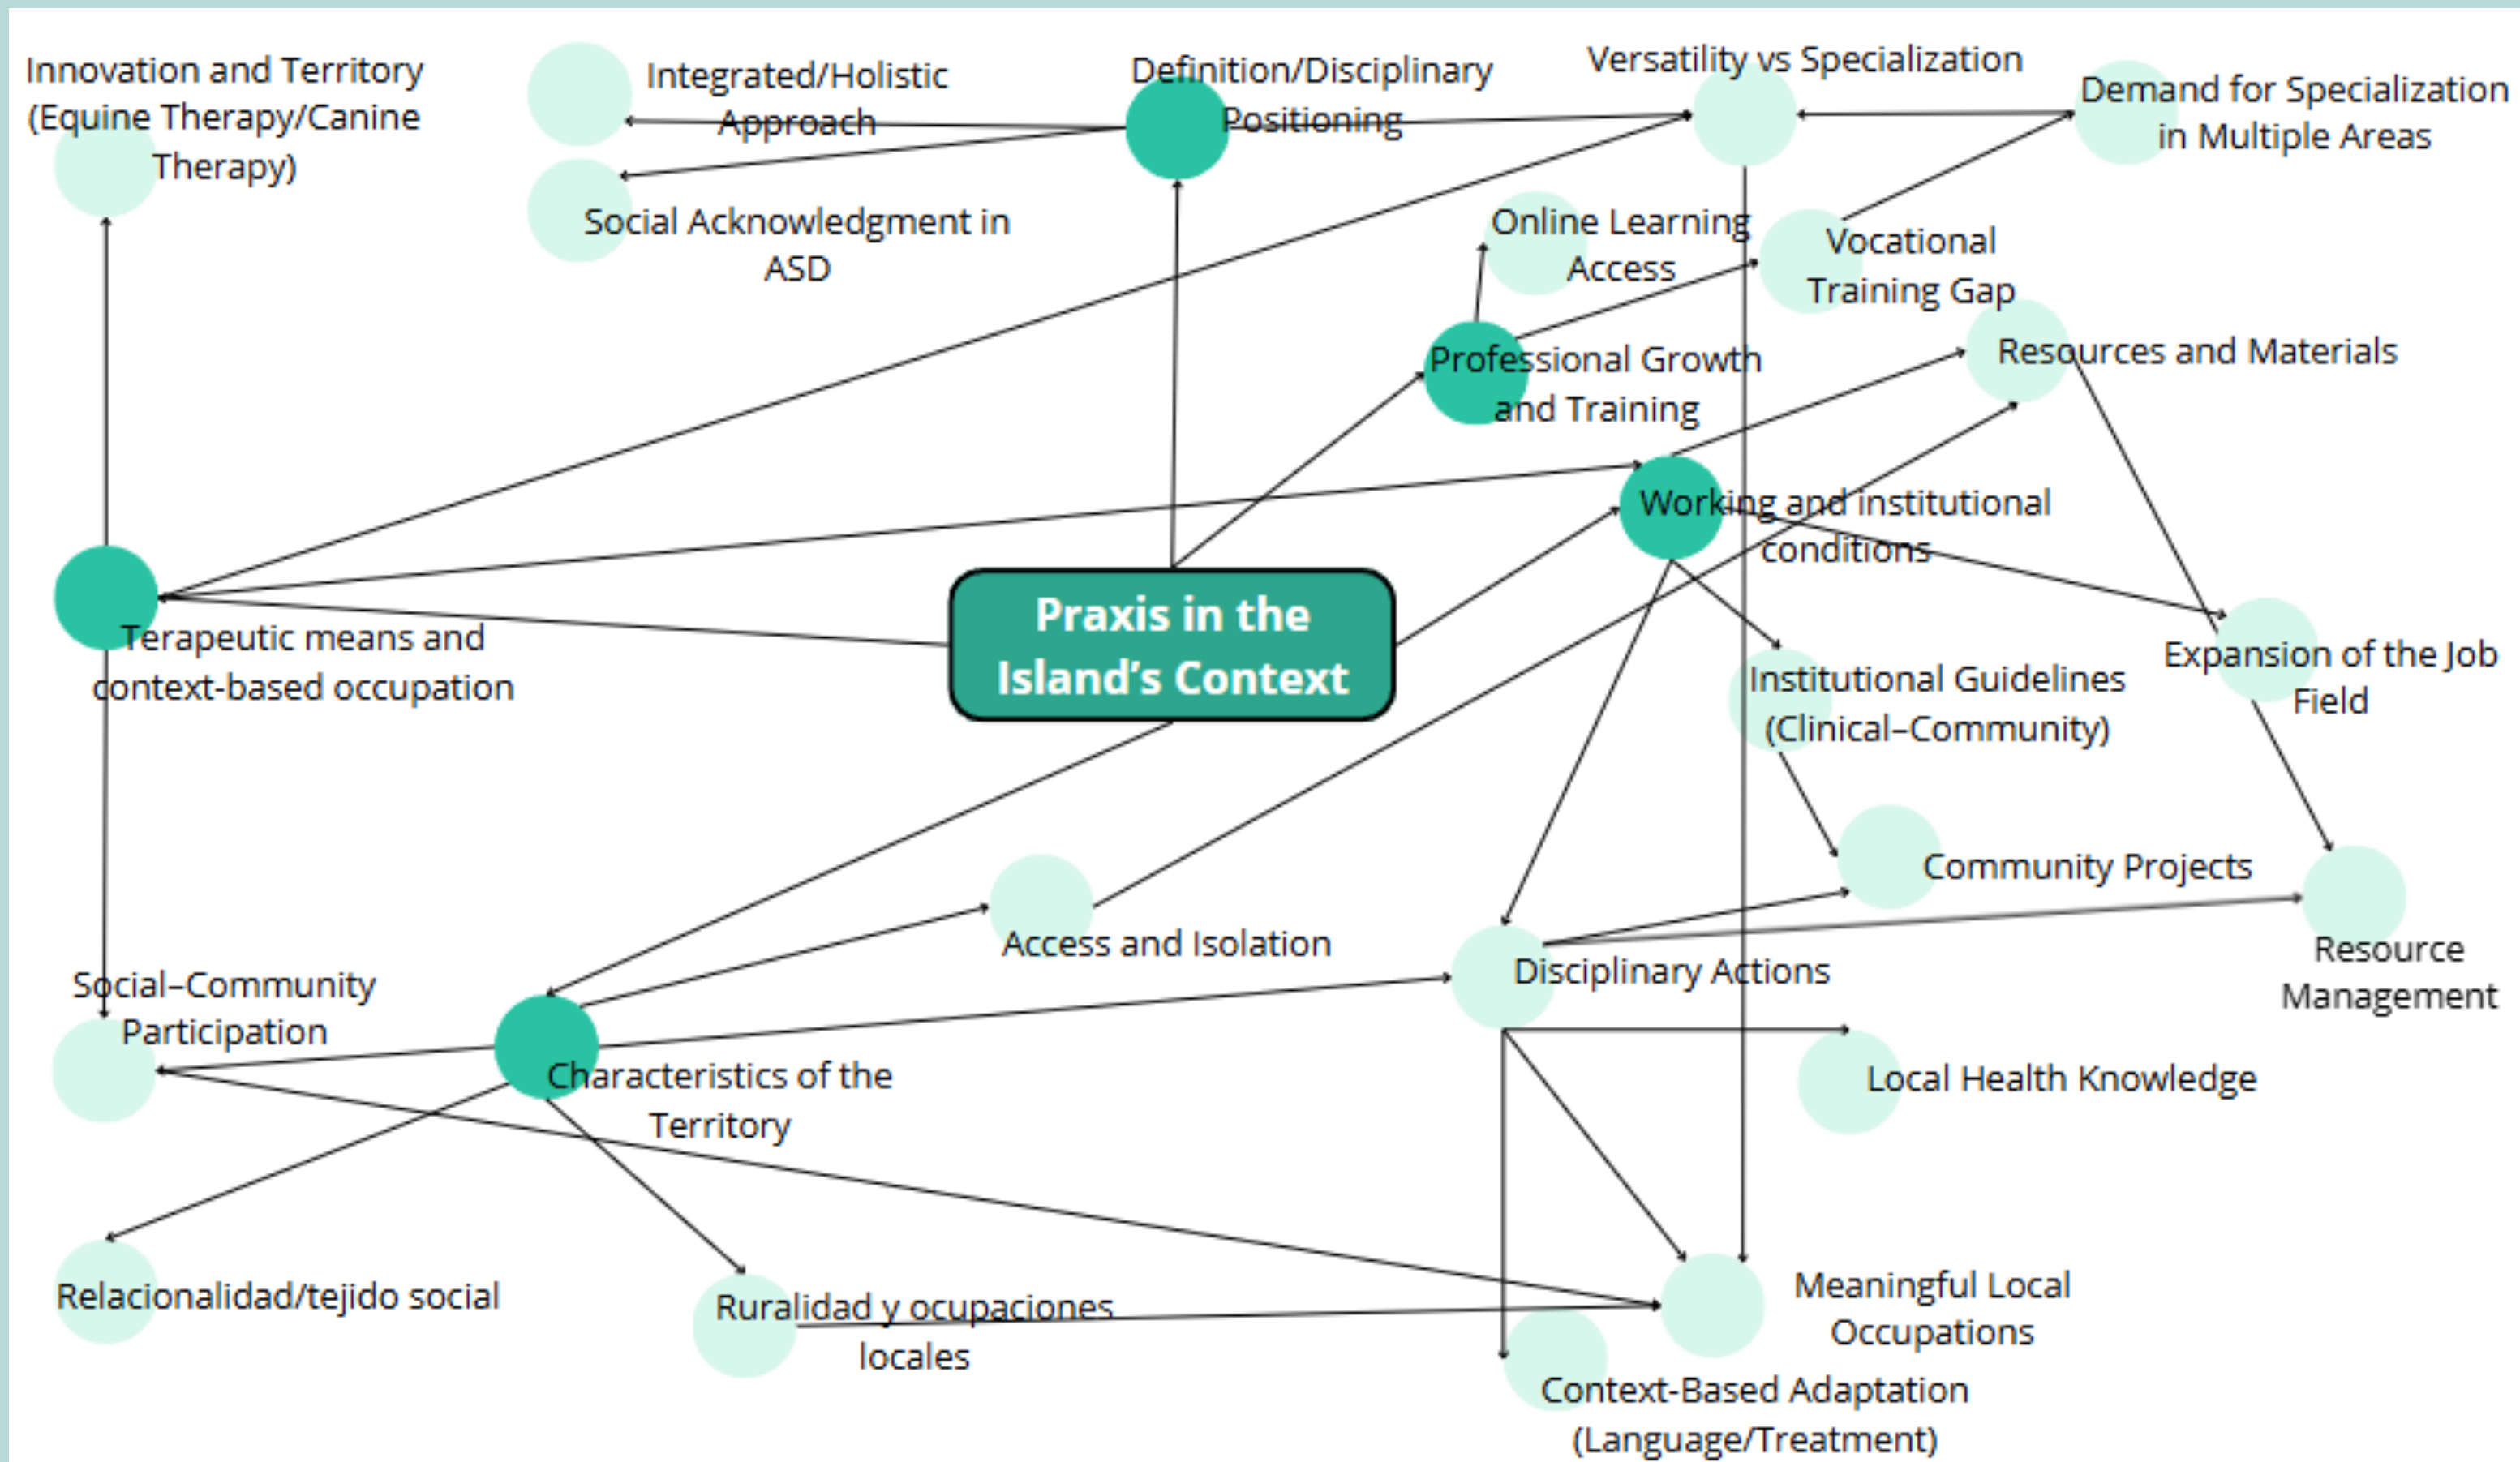 Innovation and Territory
(Equine Therapy/Canine
Therapy)
Integrated/Holistic
Approach
Social Acknowledgment in
ASD
Definition/Disciplinary
Positioning
Versatility vs Specialization
Demand for Specialization
in Multiple Areas
Online Learning
Access
Vocational
Training Gap
Professional Growth
and Training
Resources and Materials
Working and institutional
conditions
Terapeutic means and
context-based occupation
Praxis in the
Island’s Context
Institutional Guidelines
(Clinical–Community)
Expansion of the Job
Field
Community Projects
Access and Isolation
Disciplinary Actions
Resource
Management
Social–Community
Participation
Characteristics of the
Territory
Local Health Knowledge
Relacionalidad/tejido social
Ruralidad y ocupaciones
locales
Meaningful Local
Occupations
Context-Based Adaptation
(Language/Treatment)